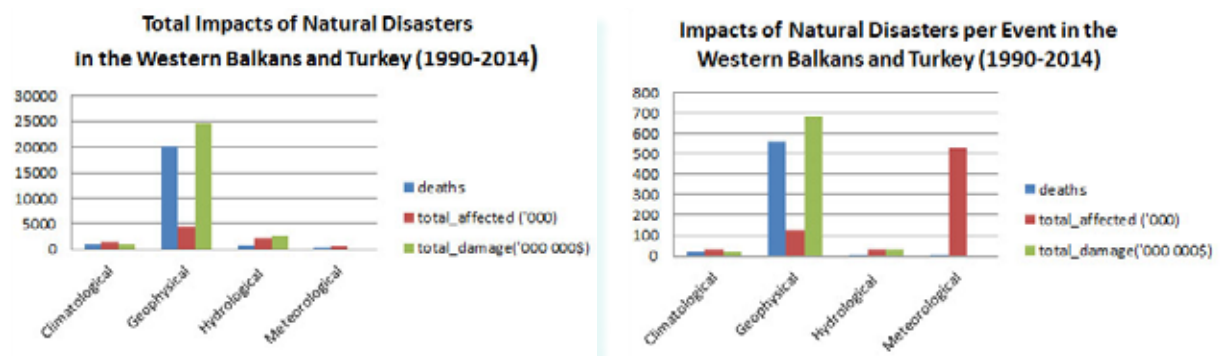 Total Impacts of Natural Disasters
In the Western Balkans and Turkey (1990-2014)
30000
25000
20000
15000
10000
5000
0
Climatological
Geophysical
Hydrological
Meteorological
deaths
total_affected ('000)
total_damage('000 000$)
Impacts of Natural Disasters per Event in the
Western Balkans and Turkey (1990-2014)
800
700
600
500
400
300
200
100
0
Climatological
Geophysical
Hydrological
Meteorological
deaths
total_affected ('000)
total_damage('000 000$)